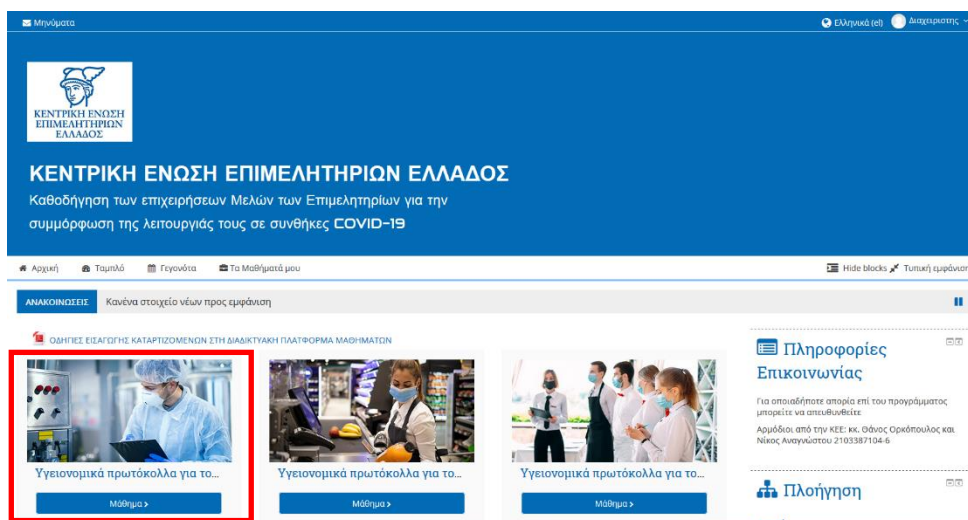 Μηνύματα
Ελληνικά (el)
Διαχειριστης
ΚΕΝΤΡΙΚΗ ΕΝΩΣΗ
ΕΠΙΜΕΛΗΤΗΡΙΩΝ
ΕΛΛΑΔΟΣ
ΚΕΝΤΡΙΚΗ ΕΝΩΣΗ ΕΠΙΜΕΛΗΤΗΡΙΩΝ ΕΛΛΑΔΟΣ
Καθοδήγηση των επιχειρήσεων Μελών των Επιμελητηρίων για την
συμμόρφωση της λειτουργιάς τους σε συνθήκες COVID-19
Αρχική Ταμπλό Γεγονότα Τα Μαθήματά μου
Hide blocks Τυπική εμφάνιση
ΑΝΑΚΟΙΝΩΣΕΙΣ Κανένα στοιχείο νέων προς εμφάνιση
ΟΔΗΓΙΕΣ ΕΙΣΑΓΩΓΗΣ ΚΑΤΑΡΤΙΖΟΜΕΝΩΝ ΣΤΗ ΔΙΑΔΙΚΤΥΑΚΗ ΠΛΑΤΦΟΡΜΑ ΜΑΘΗΜΑΤΩΝ
Υγειονομικά πρωτόκολλα για το...
Μάθημα >
Υγειονομικά πρωτόκολλα για το...
Μάθημα >
Υγειονομικά πρωτόκολλα για το...
Μάθημα >
Πληροφορίες
Επικοινωνίας
Για οποιαδήποτε απορία επί του προγράμματος
μπορείτε να απευθυνθείτε
Αρμόδιοι από την ΚΕΕ: κκ. Θάνος Ορκόπουλος και
Νίκος Αναγνώστου 2103387104-6
Πλοήγηση